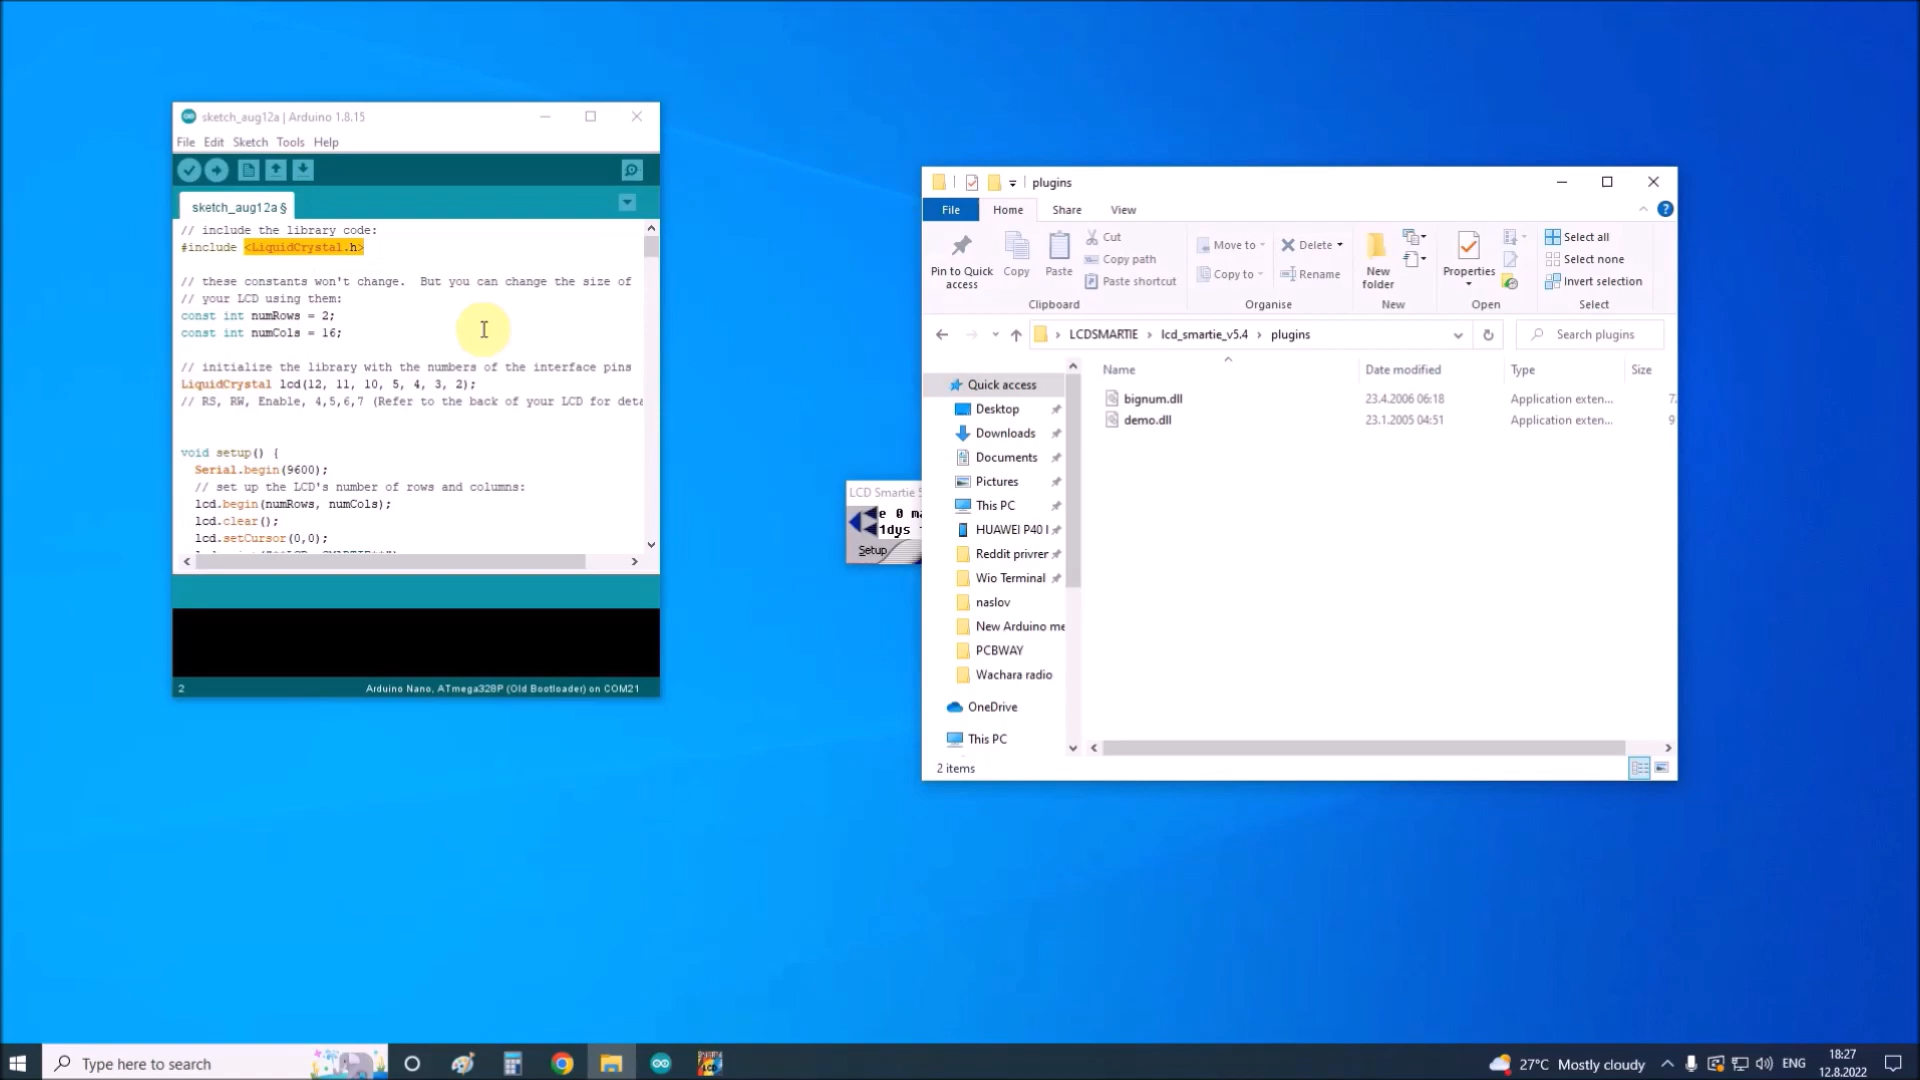 sketch_aug12a | Arduino 1.8.15
File Edit Sketch Tools Help
sketch_aug12a §
// include the library code:
#include <LiquidCrystal.h>
// these constants won't change.  But you can change the size of
// your LCD using them:
const int numRows = 2;
const int numCols = 16;
// initialize the library with the numbers of the interface pins
LiquidCrystal lcd(12, 11, 10, 5, 4, 3, 2);
// RS, RW, Enable, 4,5,6,7 (Refer to the back of your LCD for deta
void setup() {
Serial.begin(9600);
// set up the LCD's number of rows and columns:
lcd.begin(numRows, numCols);
lcd.clear();
lcd.setCursor(0,0);
2
Arduino Nano, ATmega328P (Old Bootloader) on COM21
LCD Smartie
e 0 ma
1dys
Setup
plugins
File Home Share View
Pin to Quick access
Copy
Paste
Cut
Copy path
Paste shortcut
Clipboard
Move to
Copy to
Delete
Rename
Organise
New folder
New
Properties
Open
Select all
Select none
Invert selection
Select
LCDSMARTIE > lcd_smartie_v5.4 > plugins
Search plugins
Name Date modified Type Size
bignum.dll 23.4.2006 06:18 Application exten... 7
demo.dll 23.1.2005 04:51 Application exten... 9
Quick access
Desktop
Downloads
Documents
Pictures
This PC
HUAWEI P40 l
Reddit privrer
Wio Terminal
naslov
New Arduino me
PCBWAY
Wachara radio
OneDrive
This PC
2 items
Type here to search
27°C Mostly cloudy
ENG
18:27
12.8.2022